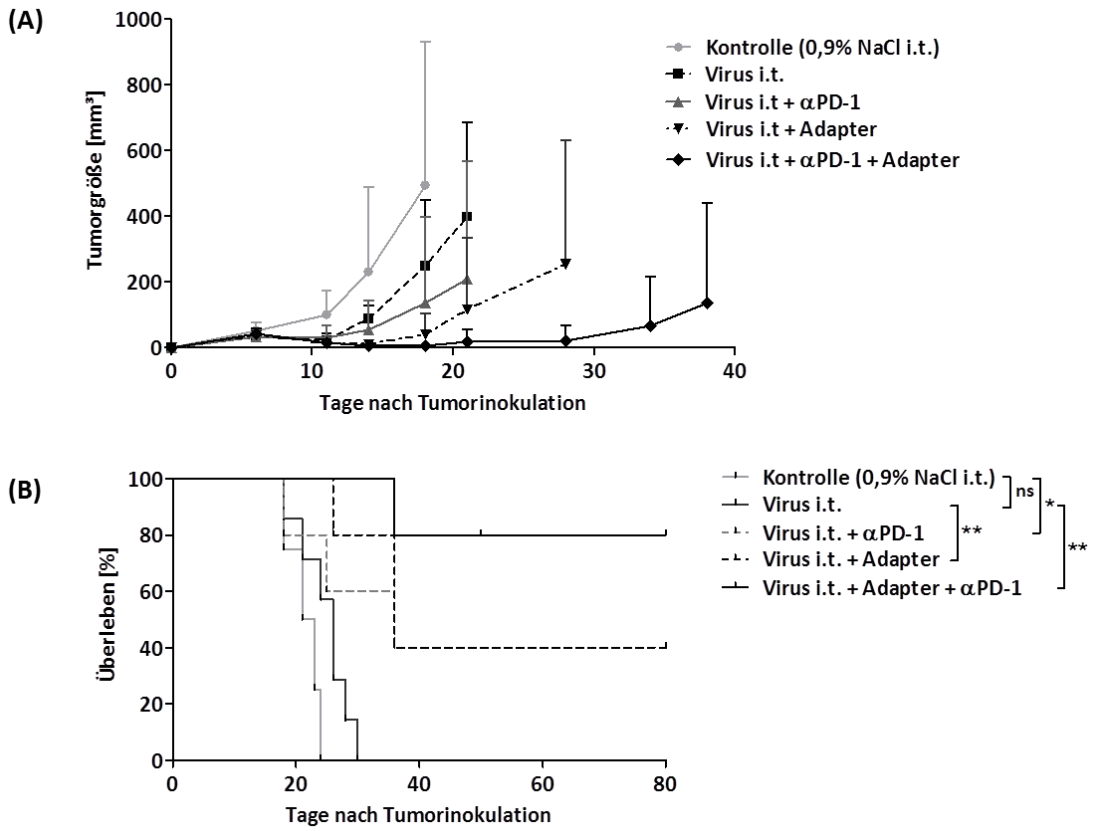 (A)
1000
800
600
400
200
0
Tumorgröße [mm³]
0 10 20 30 40
Tage nach Tumorinokulation
Kontrolle (0,9% NaCl i.t.)
Virus i.t.
Virus i.t + αPD-1
Virus i.t + Adapter
Virus i.t + αPD-1 + Adapter
(B)
100
80
60
40
20
0
Überleben [%]
0 20 40 60 80
Tage nach Tumorinokulation
Kontrolle (0,9% NaCl i.t.)
Virus i.t.
Virus i.t. + αPD-1
Virus i.t. + Adapter
Virus i.t. + Adapter + αPD-1
ns
*
**
**